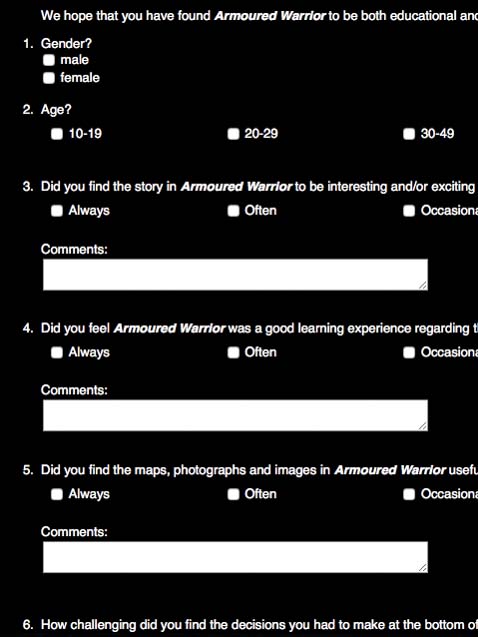 We hope that you have found Armoured Warrior to be both educational and
1. Gender?
male
female
2. Age?
10-19 20-29 30-49
3. Did you find the story in Armoured Warrior to be interesting and/or exciting
Always Often
Comments:
4. Did you feel Armoured Warrior was a good learning experience regarding
Always Often
Comments:
5. Did you find the maps, photographs and images in Armoured Warrior
Always Often
Comments:
6. How challenging did you find the decisions you had to make at the bottom of